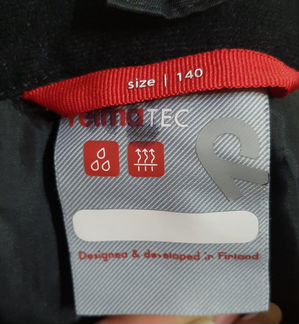 size | 140
reimaTEC
Designed & developed in Finland